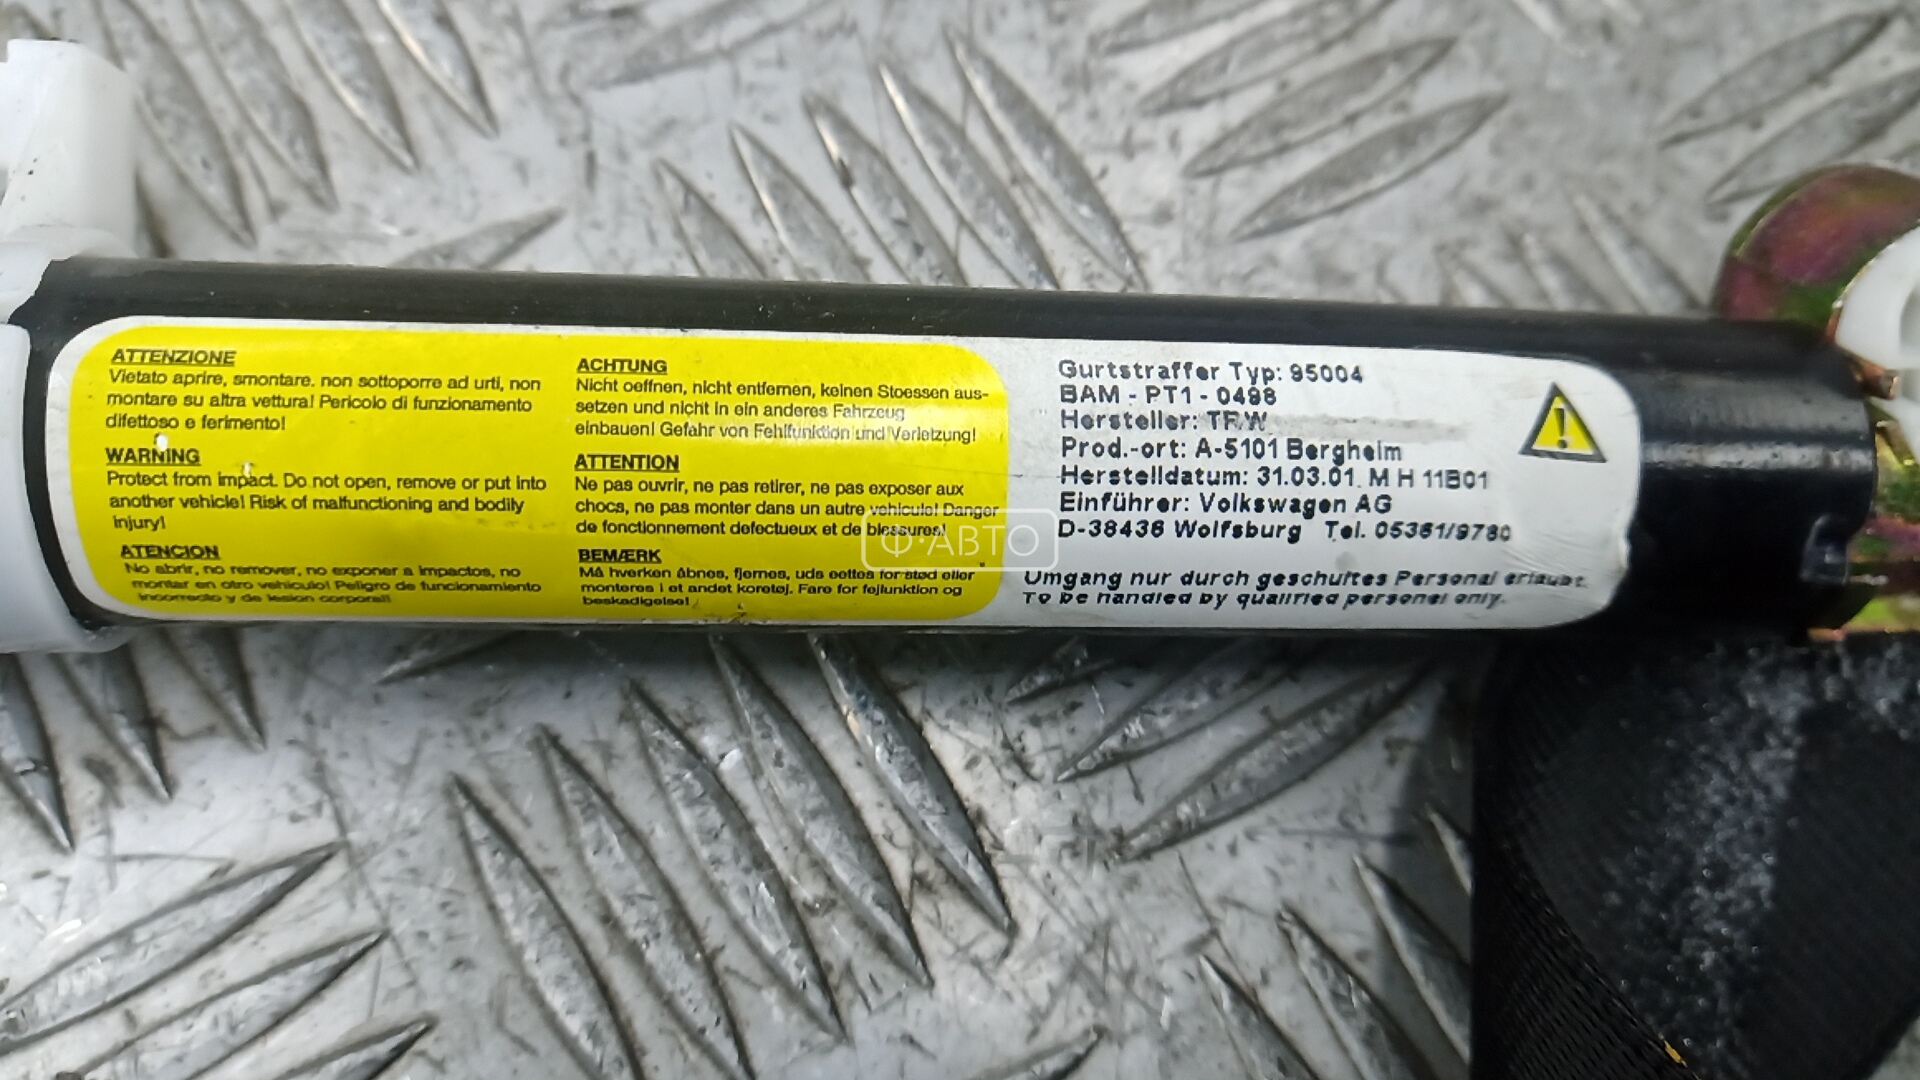 ATTENZIONE
Vietato aprire, smontare. non sottoporre ad urti, non
montare su altra vettura! Pericolo di funzionamento
difettoso e ferimento!
WARNING
Protect from impact. Do not open, remove or put into
another vehicle! Risk of malfunctioning and bodily
injury!
ATENCION
No abrir, no remover, no exponer a impactos, no
montar en otro vehiculo! Peligro de funcionamiento
incorrecto y de lesion corporal!
ACHTUNG
Nicht oeffnen, nicht entfernen, keinen Stoessen aus-
setzen und nicht in ein anderes Fahrzeug
einbauen! Gefahr von Fehlfunktion und Verletzung!
ATTENTION
Ne pas ouvrir, ne pas retirer, ne pas exposer aux
chocs, ne pas monter dans un autre vehicule! Danger
de fonctionnement defectueux et de blessures!
BEMÆRK
Må hverken åbnes, fjernes, udsættes for stød eller
monteres i et andet køretøj. Fare for fejlfunktion og
beskadigelse!
Gurtstraffer Typ: 95004
BAM - PT1 - 0498
Hersteller: TRW
Prod.-ort: A-5101 Bergheim
Herstelldatum: 31.03.01 M H 11B01
Einführer: Volkswagen AG
D-38436 Wolfsburg Tel. 05361/9780
Umgang nur durch geschultes Personal erlaubt.
To be handled by qualified personel only.
Ф·АВТО